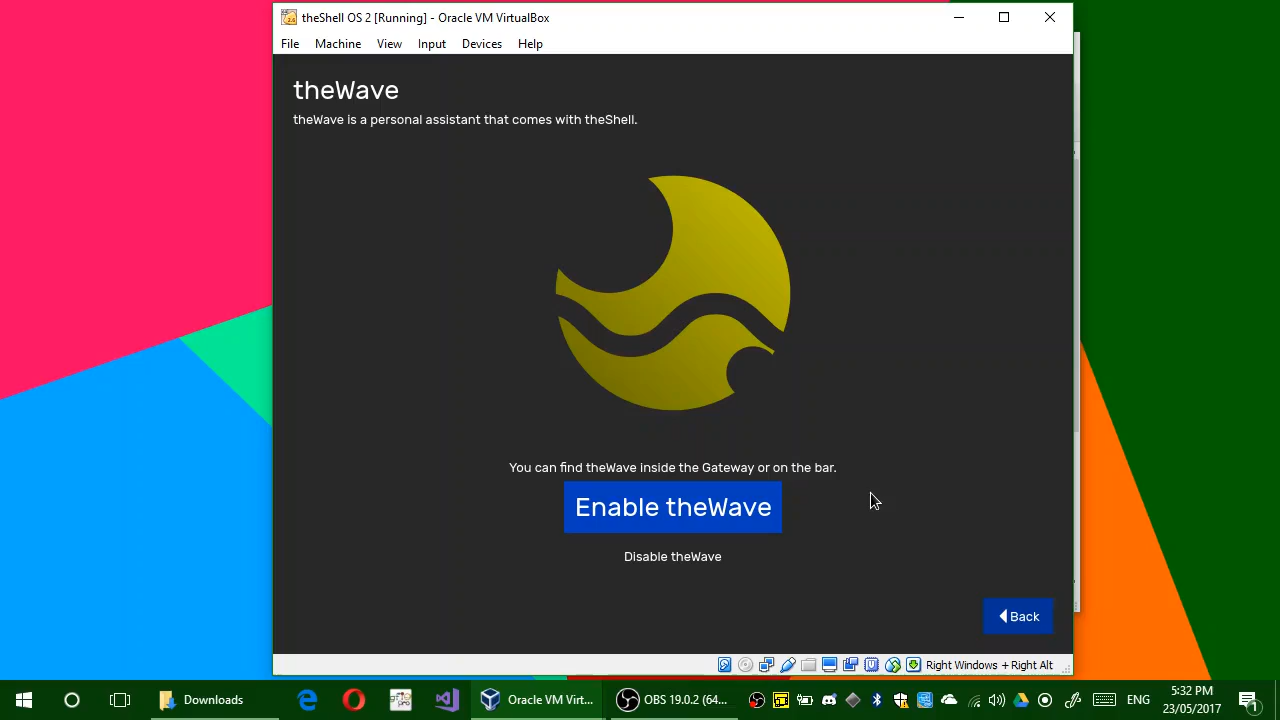 theShell OS 2 [Running] - Oracle VM VirtualBox
File Machine View Input Devices Help
theWave
theWave is a personal assistant that comes with theShell.
You can find theWave inside the Gateway or on the bar.
Enable theWave
Disable theWave
Back
Right Windows + Right Alt
Downloads
Oracle VM Virt...
OBS 19.0.2 (64...
ENG
5:32 PM
23/05/2017
1